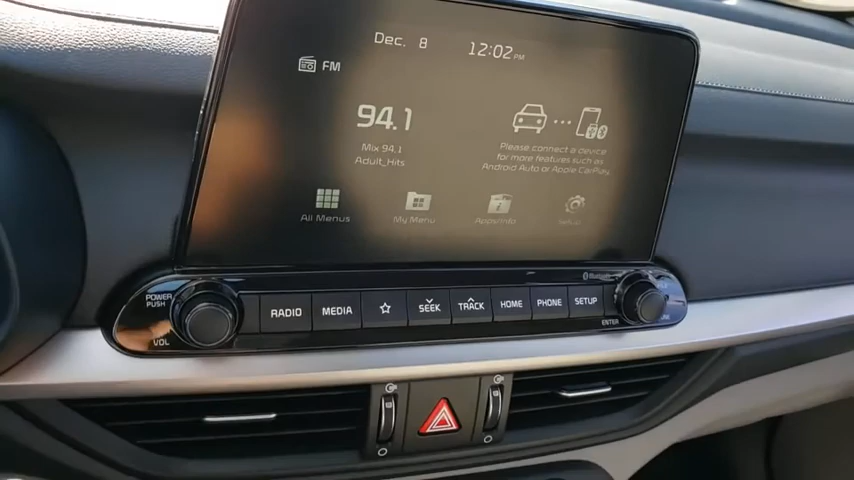 Dec. 8 12:02 PM
FM
94.1
Mix 94.1
Adult_Hits
Please connect a device
for more features such as
Android Auto or Apple CarPlay.
All Menus My Menu Apps/Info Setup
Bluetooth
POWER
PUSH
VOL
RADIO MEDIA SEEK TRACK HOME PHONE SETUP
ENTER